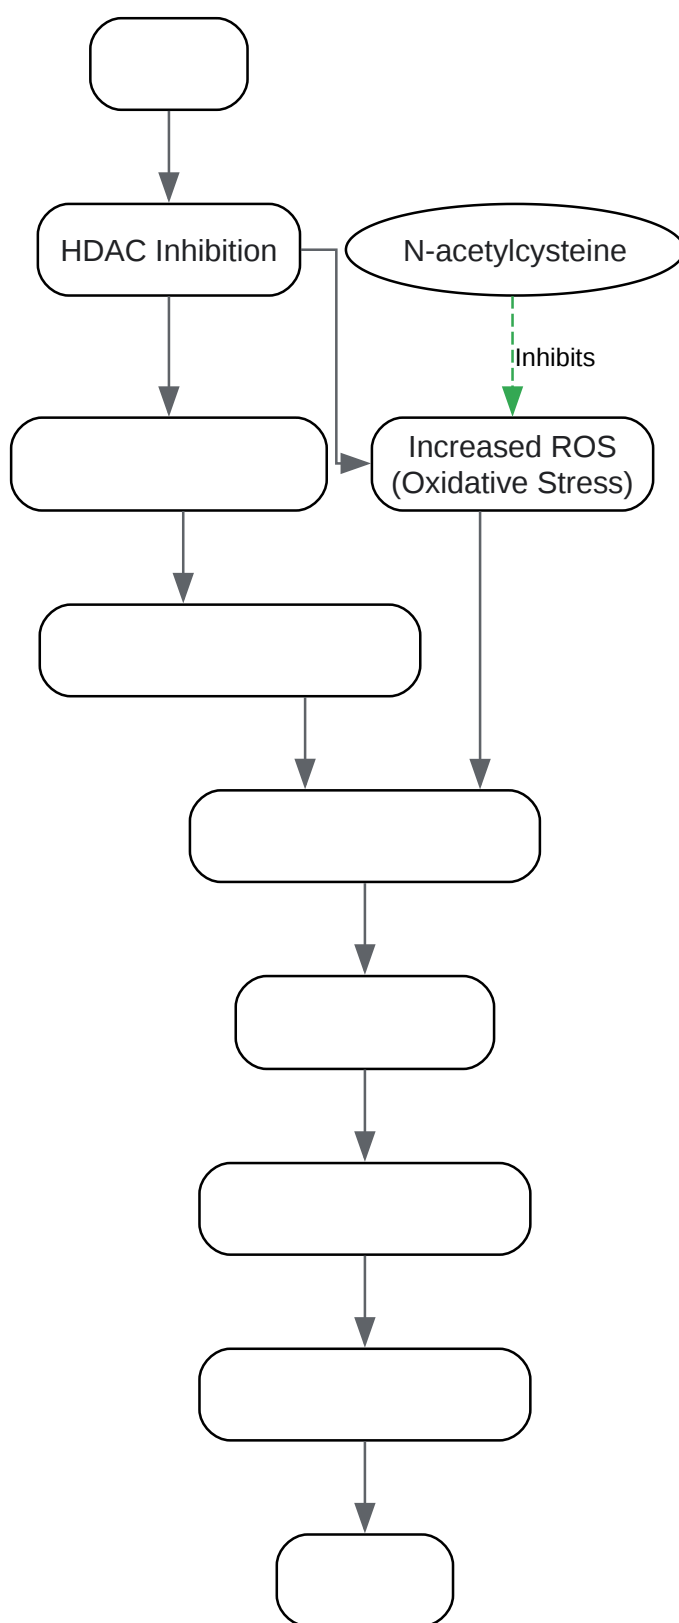 HDAC Inhibition
N-acetylcysteine
Inhibits
Increased ROS
(Oxidative Stress)